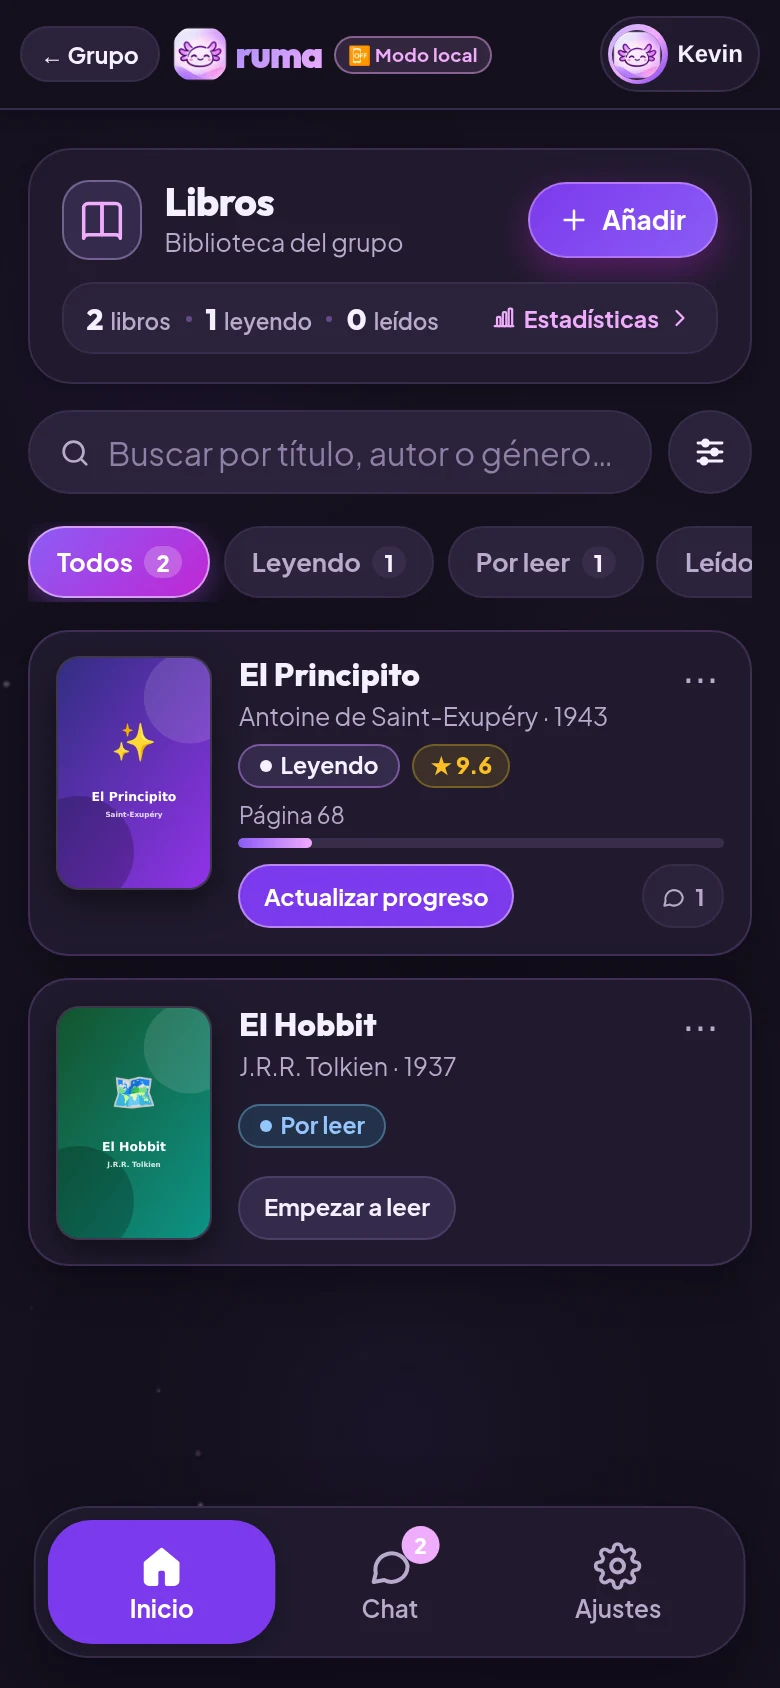 ← Grupo
ruma
OFF Modo local
Kevin
Libros
Biblioteca del grupo
+ Añadir
2 libros • 1 leyendo • 0 leídos
Estadísticas >
Buscar por título, autor o género...
Todos 2
Leyendo 1
Por leer 1
Leído
El Principito
Saint-Exupéry
El Principito
...
Antoine de Saint-Exupéry · 1943
Leyendo
★ 9.6
Página 68
Actualizar progreso
1
El Hobbit
J.R.R. Tolkien
El Hobbit
...
J.R.R. Tolkien · 1937
Por leer
Empezar a leer
Inicio
2
Chat
Ajustes